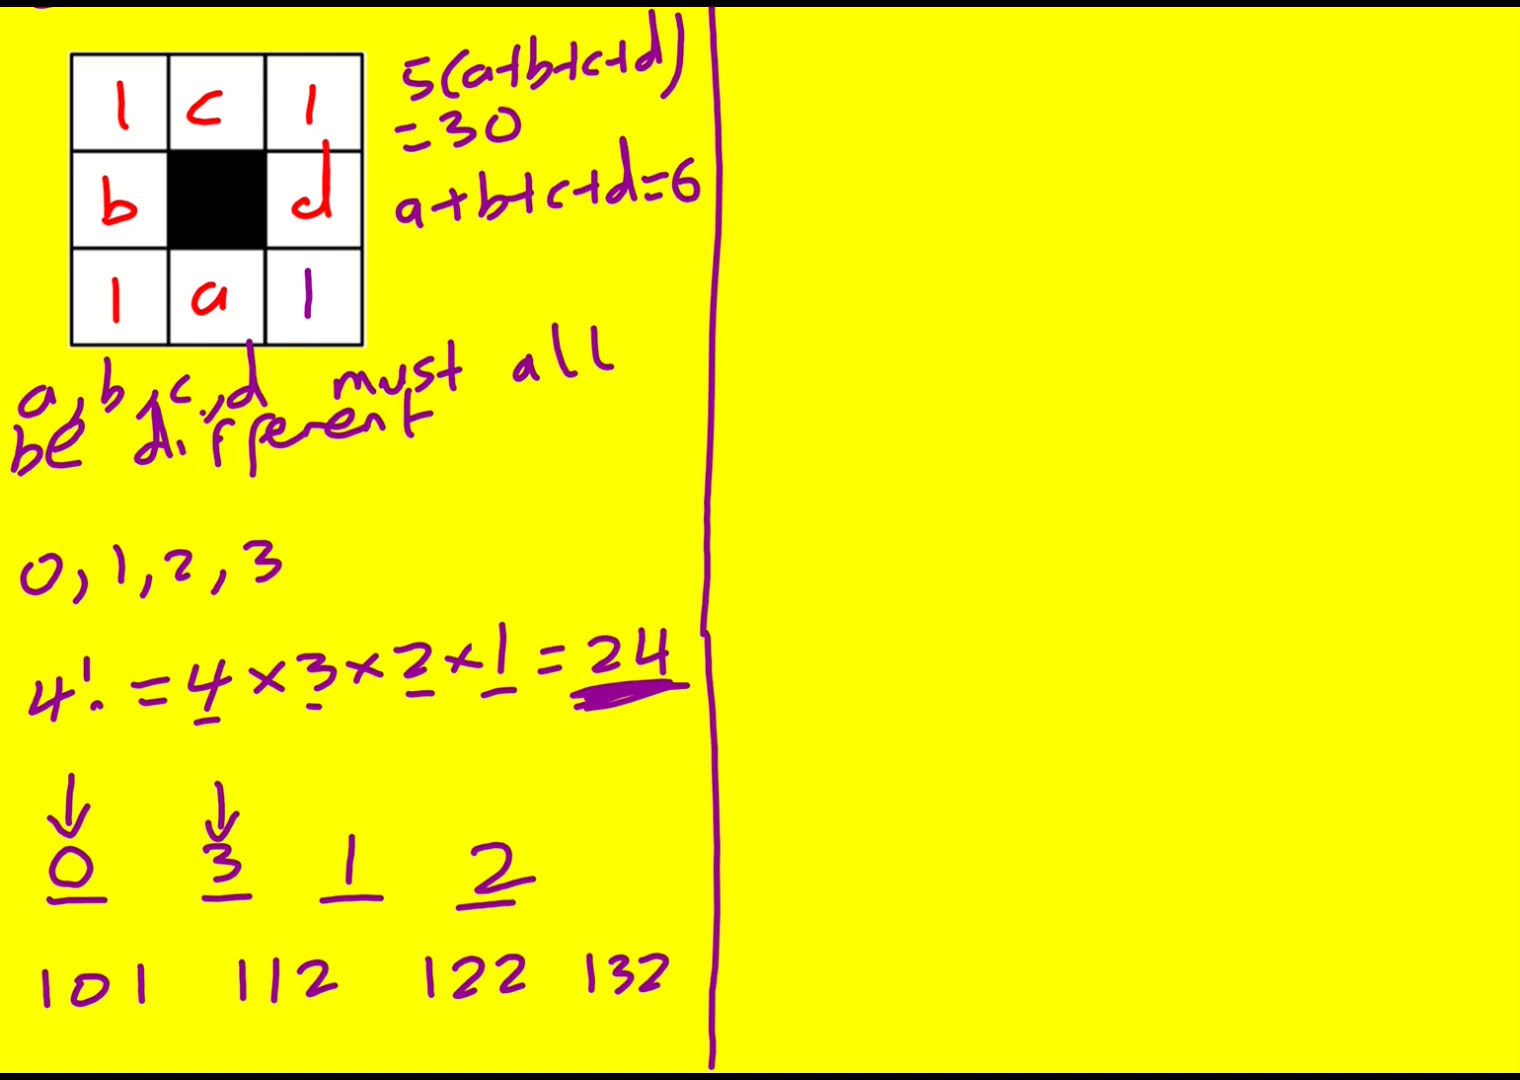 1 c 1
b d
1 a 1
5(a+b+c+d)
=30
a+b+c+d=6
a,b,c,d must all
be different
0,1,2,3
4! = 4×3×2×1 = 24
0 3 1 2
101 112 122 132